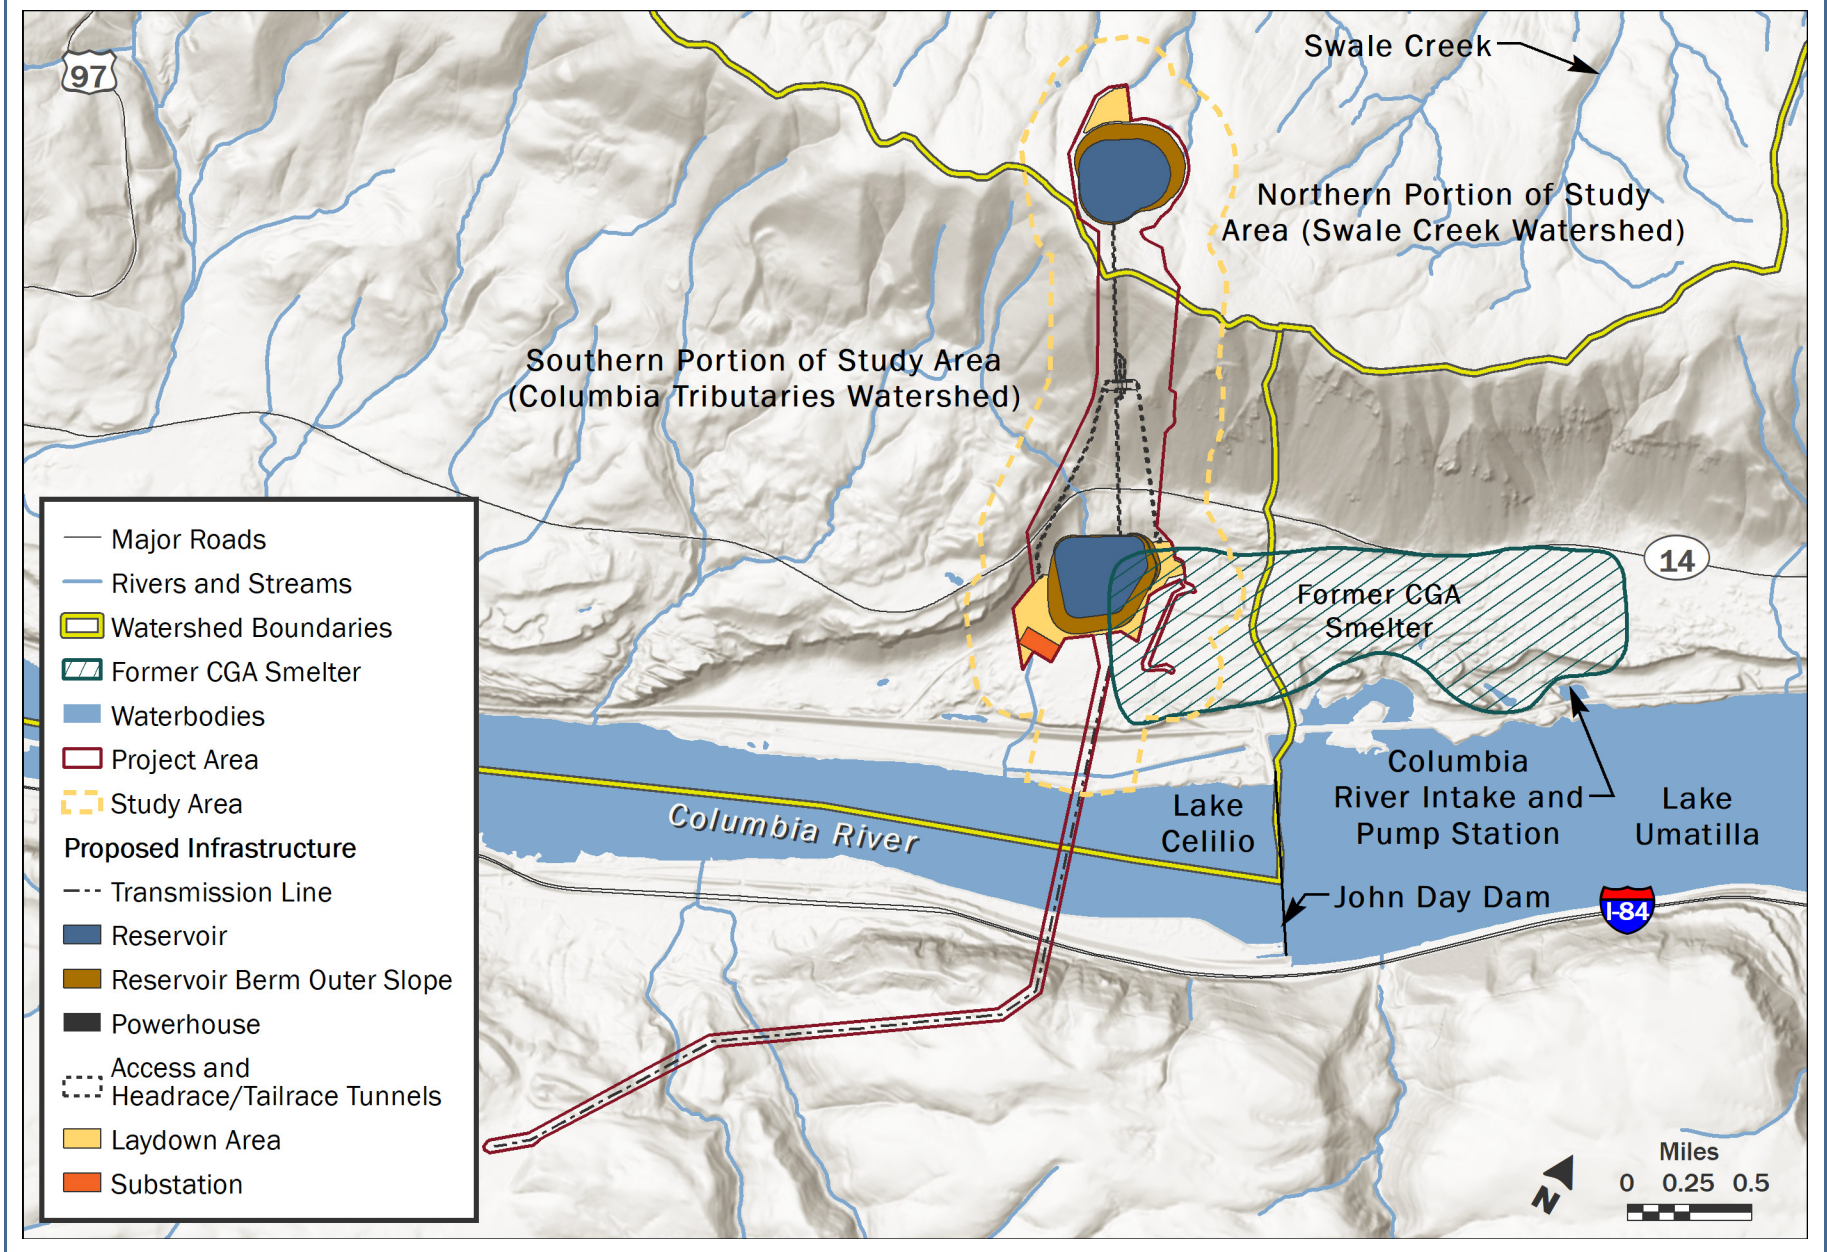 97
Swale Creek
Northern Portion of Study
Area (Swale Creek Watershed)
Southern Portion of Study Area
(Columbia Tributaries Watershed)
14
Former CGA
Smelter
Columbia
River Intake and
Pump Station
Lake
Celilio
Lake
Umatilla
Columbia River
John Day Dam
I-84
Major Roads
Rivers and Streams
Watershed Boundaries
Former CGA Smelter
Waterbodies
Project Area
Study Area
Proposed Infrastructure
Transmission Line
Reservoir
Reservoir Berm Outer Slope
Powerhouse
Access and
Headrace/Tailrace Tunnels
Laydown Area
Substation
N
Miles
0 0.25 0.5